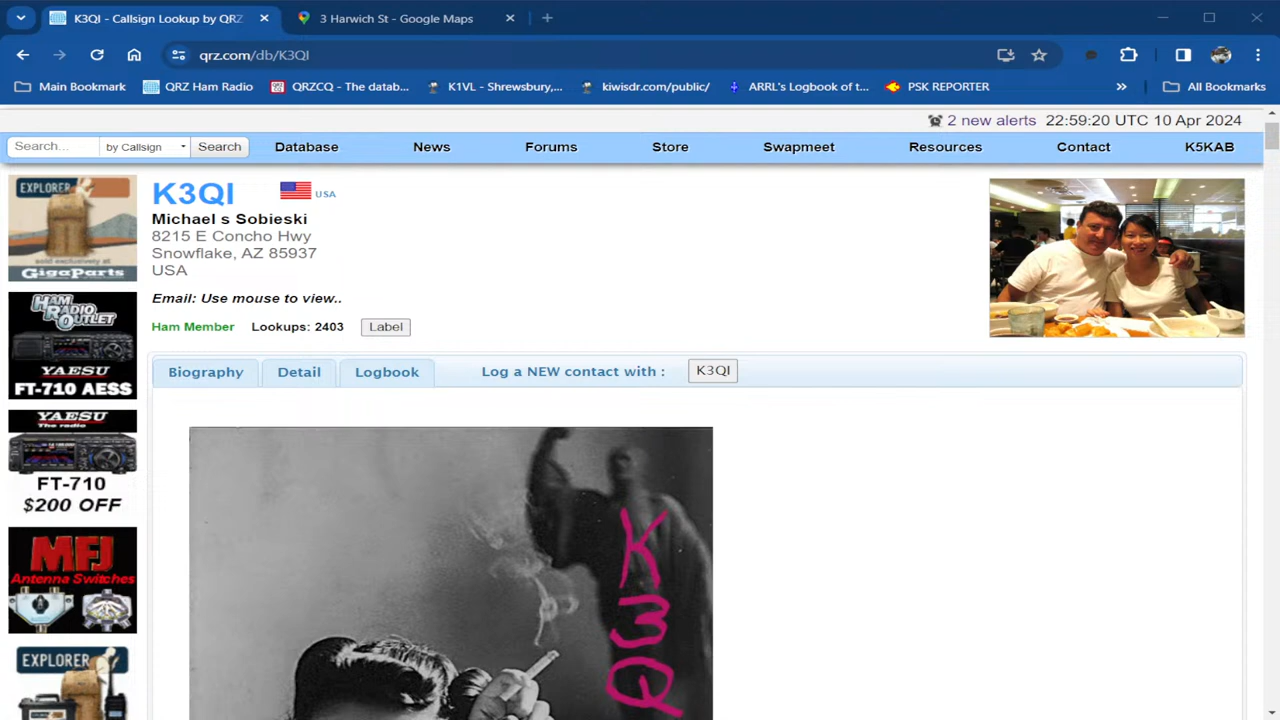 K3QI - Callsign Lookup by QRZ
3 Harwich St - Google Maps
qrz.com/db/K3QI
Main Bookmark
QRZ Ham Radio
QRZCQ - The datab...
K1VL - Shrewsbury,...
kiwisdr.com/public/
ARRL's Logbook of t...
PSK REPORTER
»
All Bookmarks
2 new alerts 22:59:20 UTC 10 Apr 2024
Search... by Callsign Search Database News Forums Store Swapmeet Resources Contact K5KAB
K3QI USA
Michael s Sobieski
8215 E Concho Hwy
Snowflake, AZ 85937
USA
Email: Use mouse to view..
Ham Member Lookups: 2403 Label
Biography Detail Logbook Log a NEW contact with : K3QI
EXPLORER
sold exclusively at
GigaParts
HAM RADIO OUTLET
YAESU
FT-710 AESS
YAESU
The radio
FT-710
$200 OFF
MFJ
Antenna Switches
EXPLORER
K
3
Q